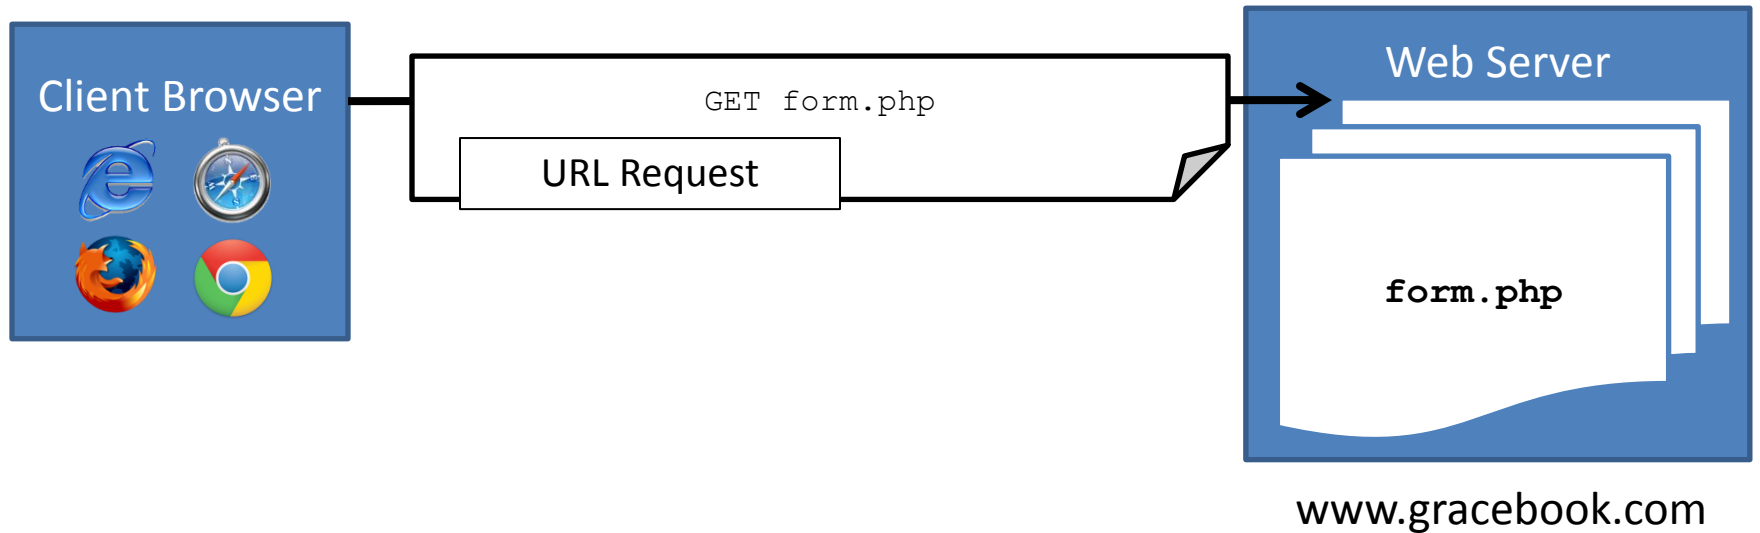 Client Browser
GET form.php
URL Request
Web Server
form.php
www.gracebook.com